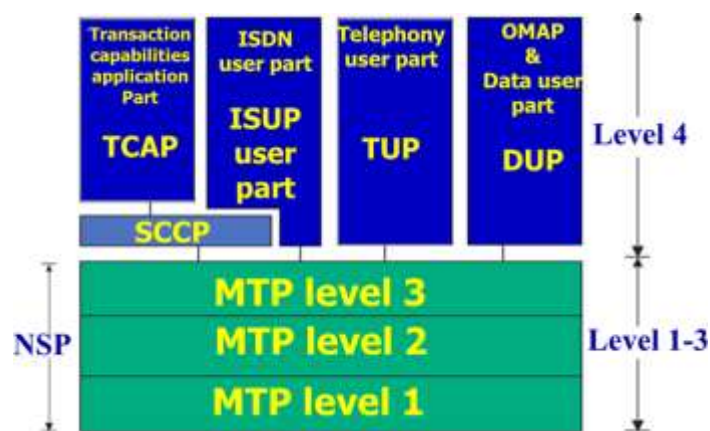 Transaction
capabilities
application
Part
TCAP
ISDN
user part
ISUP
user
part
Telephony
user part
TUP
OMAP
&
Data user
part
DUP
Level 4
SCCP
MTP level 3
MTP level 2
MTP level 1
NSP
Level 1-3